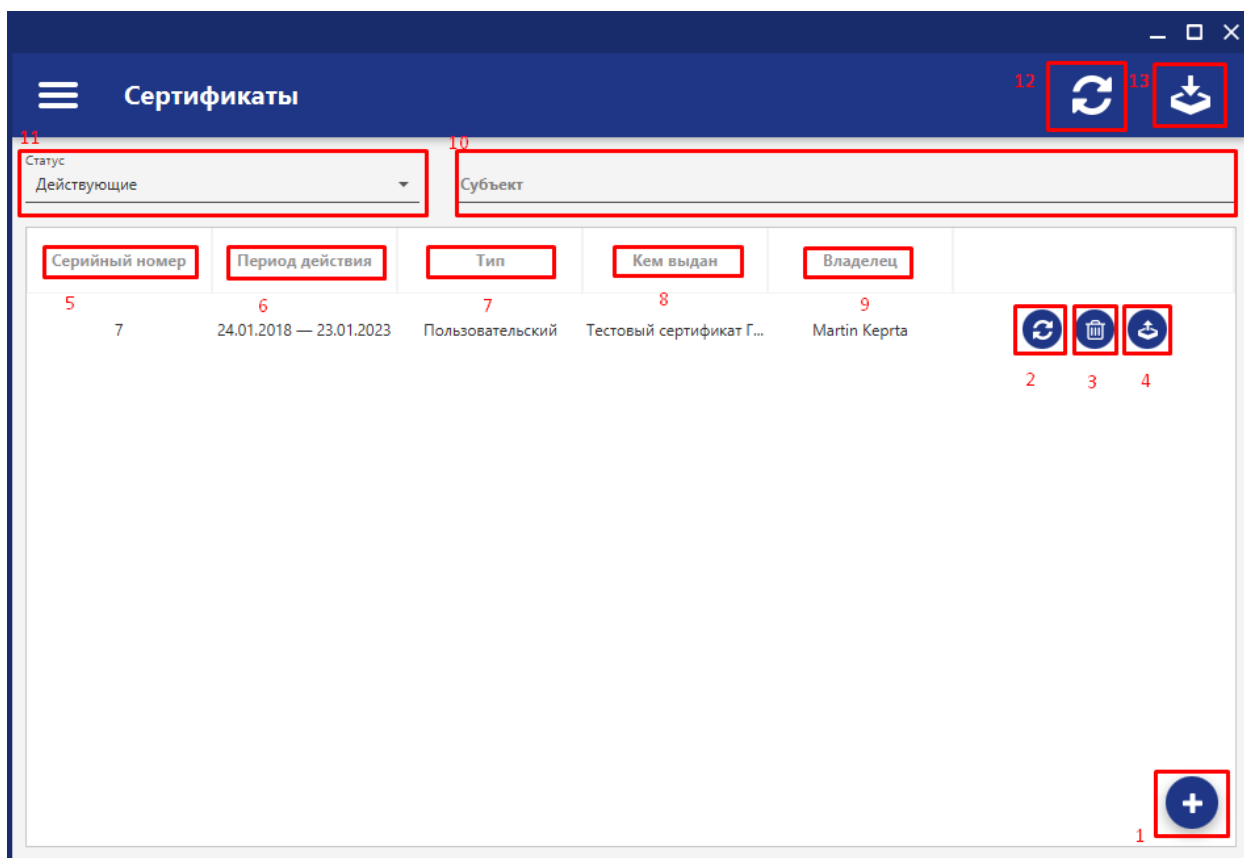 Сертификаты
12
13
11
10
Статус
Действующие
Субъект
Серийный номер
Период действия
Тип
Кем выдан
Владелец
5
6
7
8
9
7
24.01.2018 — 23.01.2023
Пользовательский
Тестовый сертификат Г...
Martin Keprta
2
3
4
1